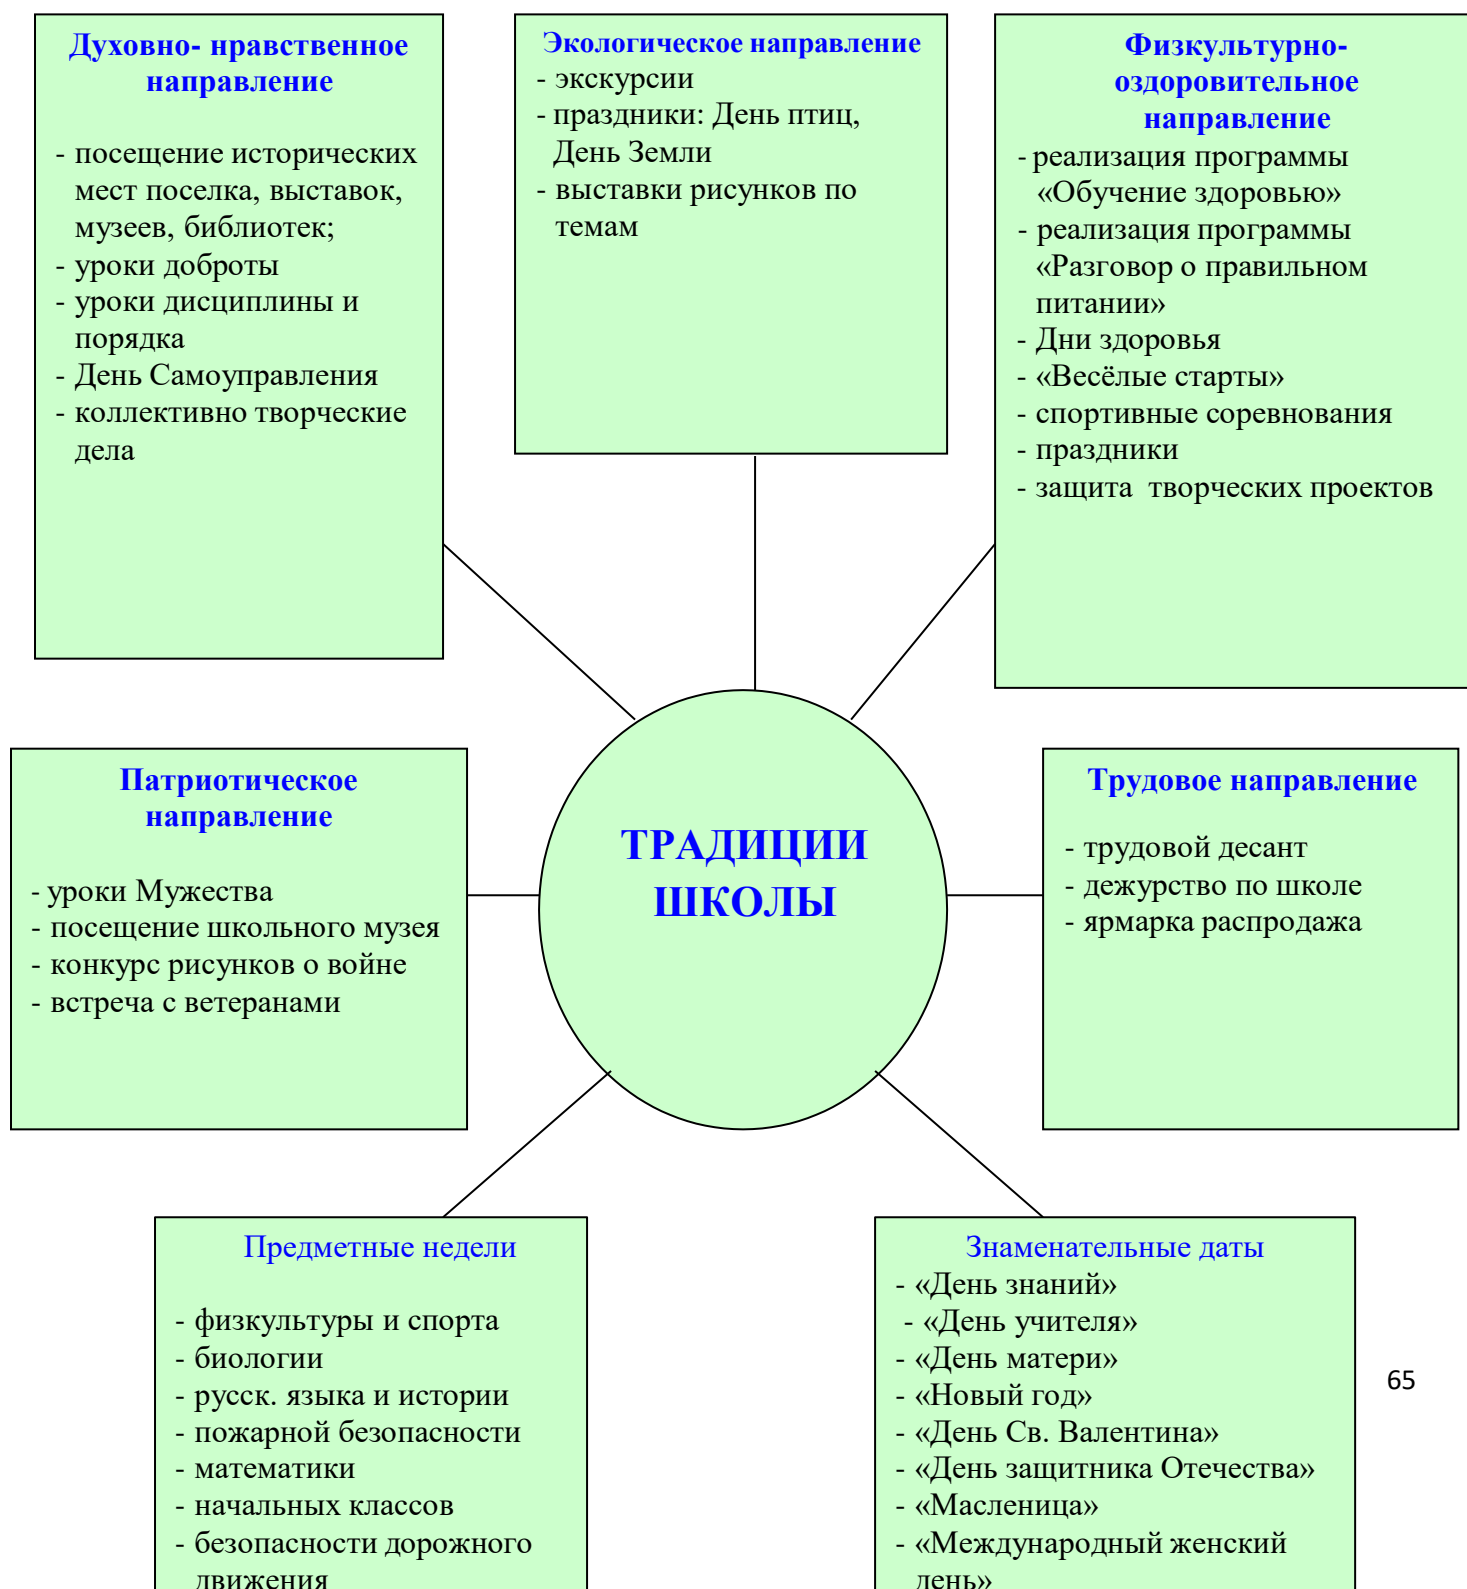 Духовно- нравственное
направление
- посещение исторических
мест поселка, выставок,
музеев, библиотек;
- уроки доброты
- уроки дисциплины и
порядка
- День Самоуправления
- коллективно творческие
дела
Экологическое направление
- экскурсии
- праздники: День птиц,
День Земли
- выставки рисунков по
темам
Физкультурно-
оздоровительное
направление
- реализация программы
«Обучение здоровью»
- реализация программы
«Разговор о правильном
питании»
- Дни здоровья
- «Весёлые старты»
- спортивные соревнования
- праздники
- защита творческих проектов
Патриотическое
направление
- уроки Мужества
- посещение школьного музея
- конкурс рисунков о войне
- встреча с ветеранами
ТРАДИЦИИ
ШКОЛЫ
Трудовое направление
- трудовой десант
- дежурство по школе
- ярмарка распродажа
Предметные недели
- физкультуры и спорта
- биологии
- русск. языка и истории
- пожарной безопасности
- математики
- начальных классов
- безопасности дорожного
движения
Знаменательные даты
- «День знаний»
- «День учителя»
- «День матери»
- «Новый год»
- «День Св. Валентина»
- «День защитника Отечества»
- «Масленица»
- «Международный женский
день»
65